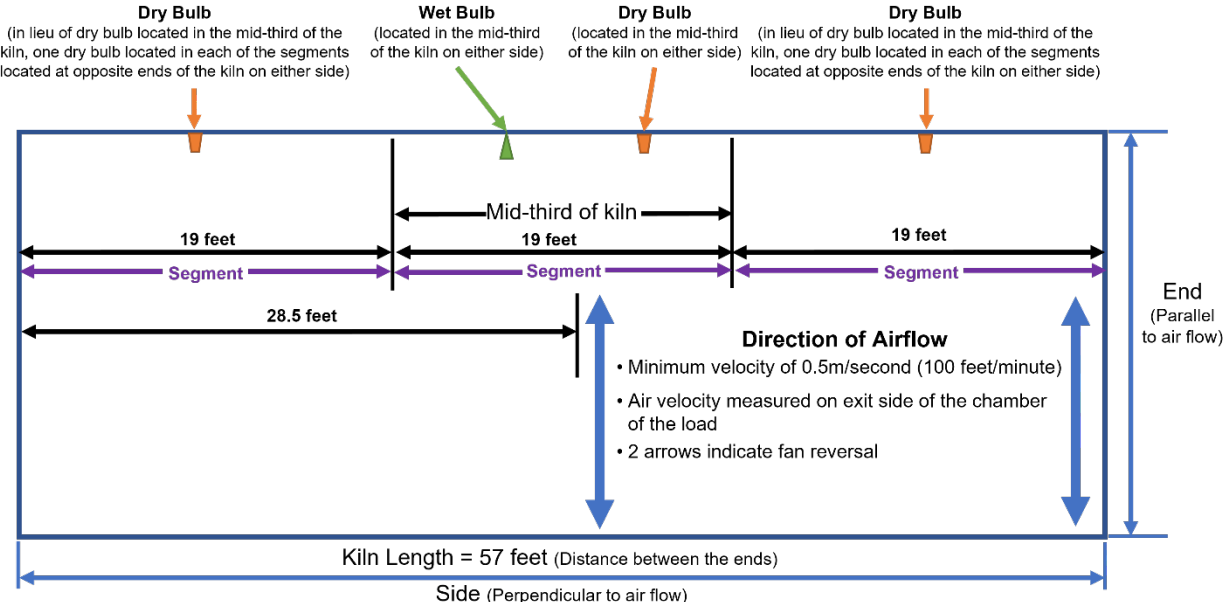 Dry Bulb
(in lieu of dry bulb located in the mid-third of the
kiln, one dry bulb located in each of the segments
located at opposite ends of the kiln on either side)
Wet Bulb
(located in the mid-third
of the kiln on either side)
Dry Bulb
(located in the mid-third
of the kiln on either side)
Dry Bulb
(in lieu of dry bulb located in the mid-third of the
kiln, one dry bulb located in each of the segments
located at opposite ends of the kiln on either side)
Mid-third of kiln
19 feet
19 feet
19 feet
Segment
Segment
Segment
28.5 feet
Direction of Airflow
• Minimum velocity of 0.5m/second (100 feet/minute)
• Air velocity measured on exit side of the chamber
of the load
• 2 arrows indicate fan reversal
End
(Parallel
to air flow)
Kiln Length = 57 feet (Distance between the ends)
Side (Perpendicular to air flow)